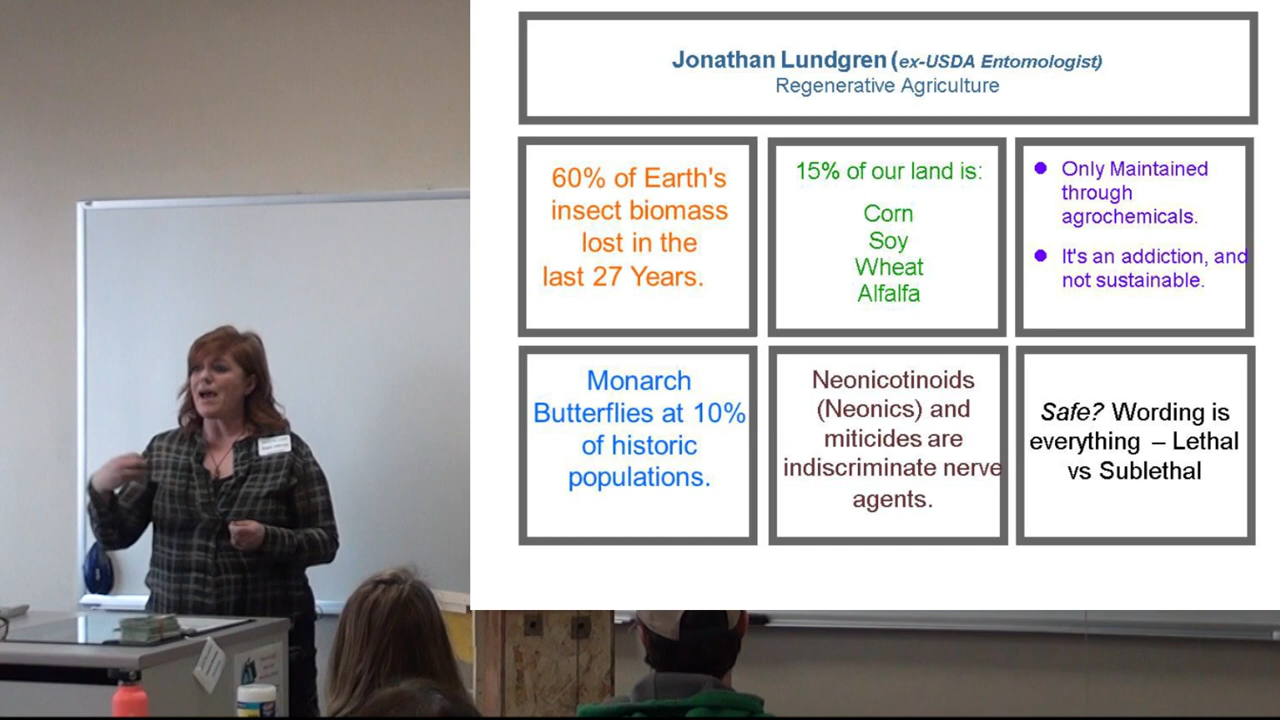 Jonathan Lundgren (ex-USDA Entomologist)
Regenerative Agriculture
60% of Earth's
insect biomass
lost in the
last 27 Years.
15% of our land is:
Corn
Soy
Wheat
Alfalfa
Only Maintained
through
agrochemicals.
It's an addiction, and
not sustainable.
Monarch
Butterflies at 10%
of historic
populations.
Neonicotinoids
(Neonics) and
miticides are
indiscriminate nerve
agents.
Safe? Wording is
everything – Lethal
vs Sublethal